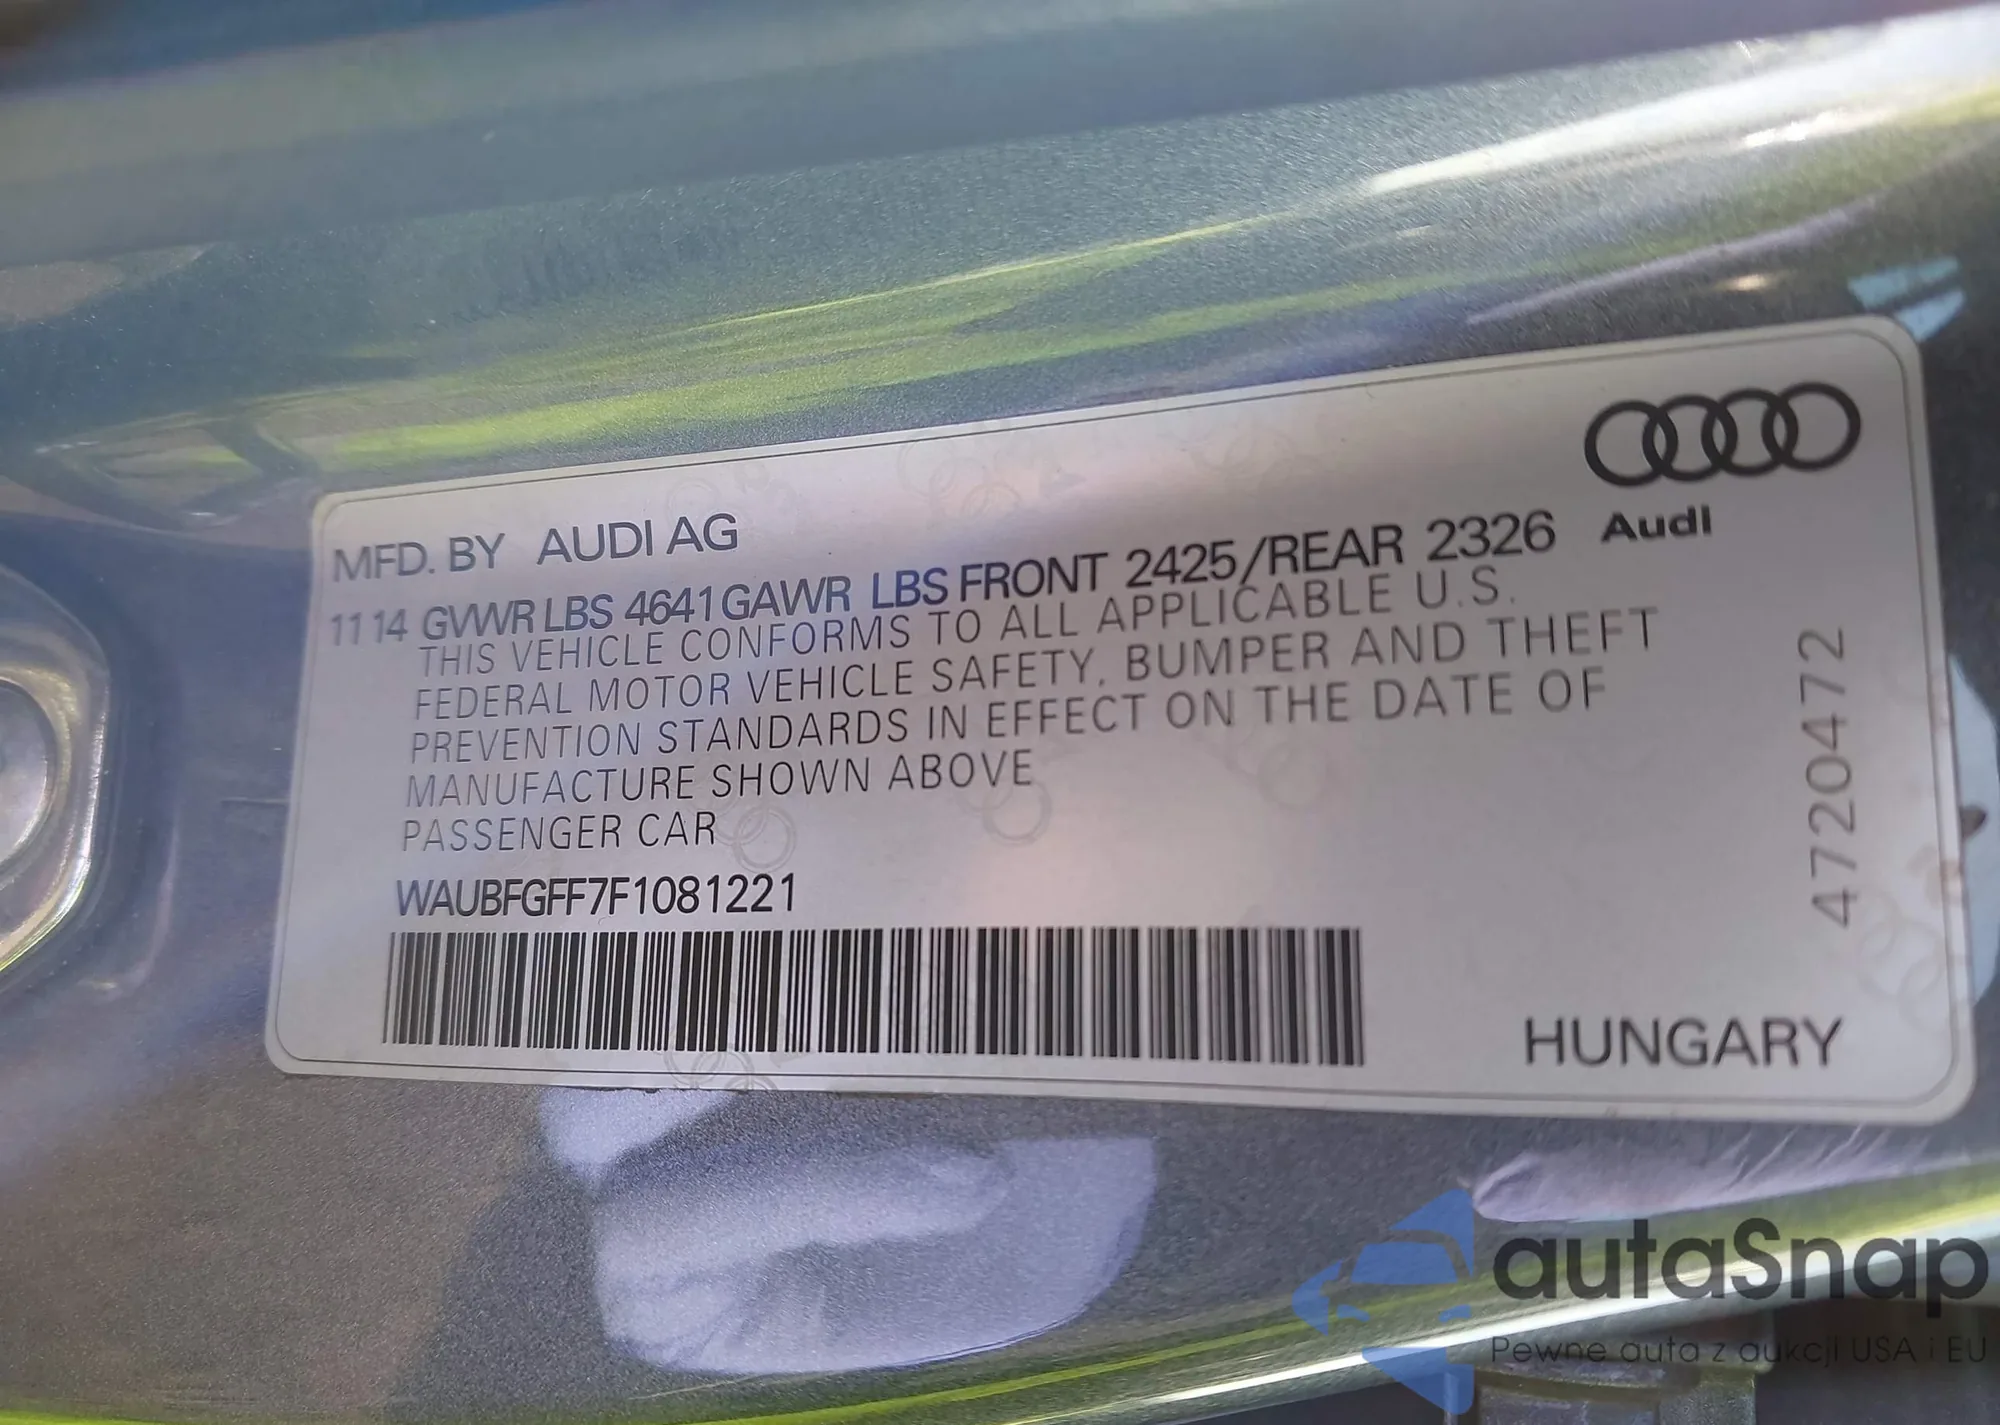 MFD. BY AUDI AG
11 14 GVWR LBS 4641 GAWR LBS FRONT 2425/REAR 2326
THIS VEHICLE CONFORMS TO ALL APPLICABLE U.S.
FEDERAL MOTOR VEHICLE SAFETY, BUMPER AND THEFT
PREVENTION STANDARDS IN EFFECT ON THE DATE OF
MANUFACTURE SHOWN ABOVE
PASSENGER CAR
WAUBFGFF7F1081221
Audi
4720472
HUNGARY
autaSnap
Pewne auta z aukcji USA i EU